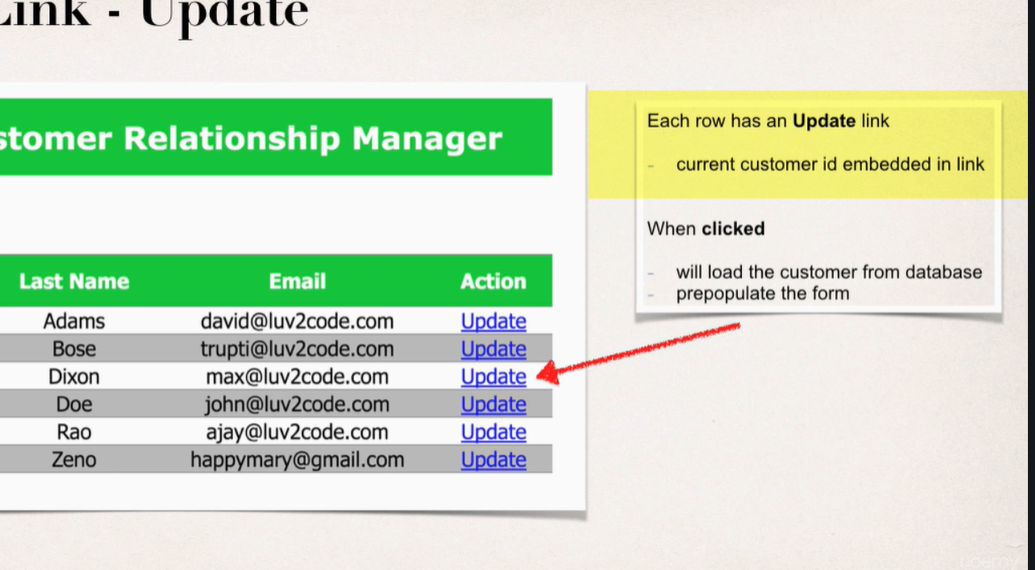 Link - Update
stomer Relationship Manager
Each row has an Update link
- current customer id embedded in link
When clicked
- will load the customer from database
- prepopulate the form
Last Name Email Action
Adams david@luv2code.com Update
Bose trupti@luv2code.com Update
Dixon max@luv2code.com Update
Doe john@luv2code.com Update
Rao ajay@luv2code.com Update
Zeno happymary@gmail.com Update
udemy